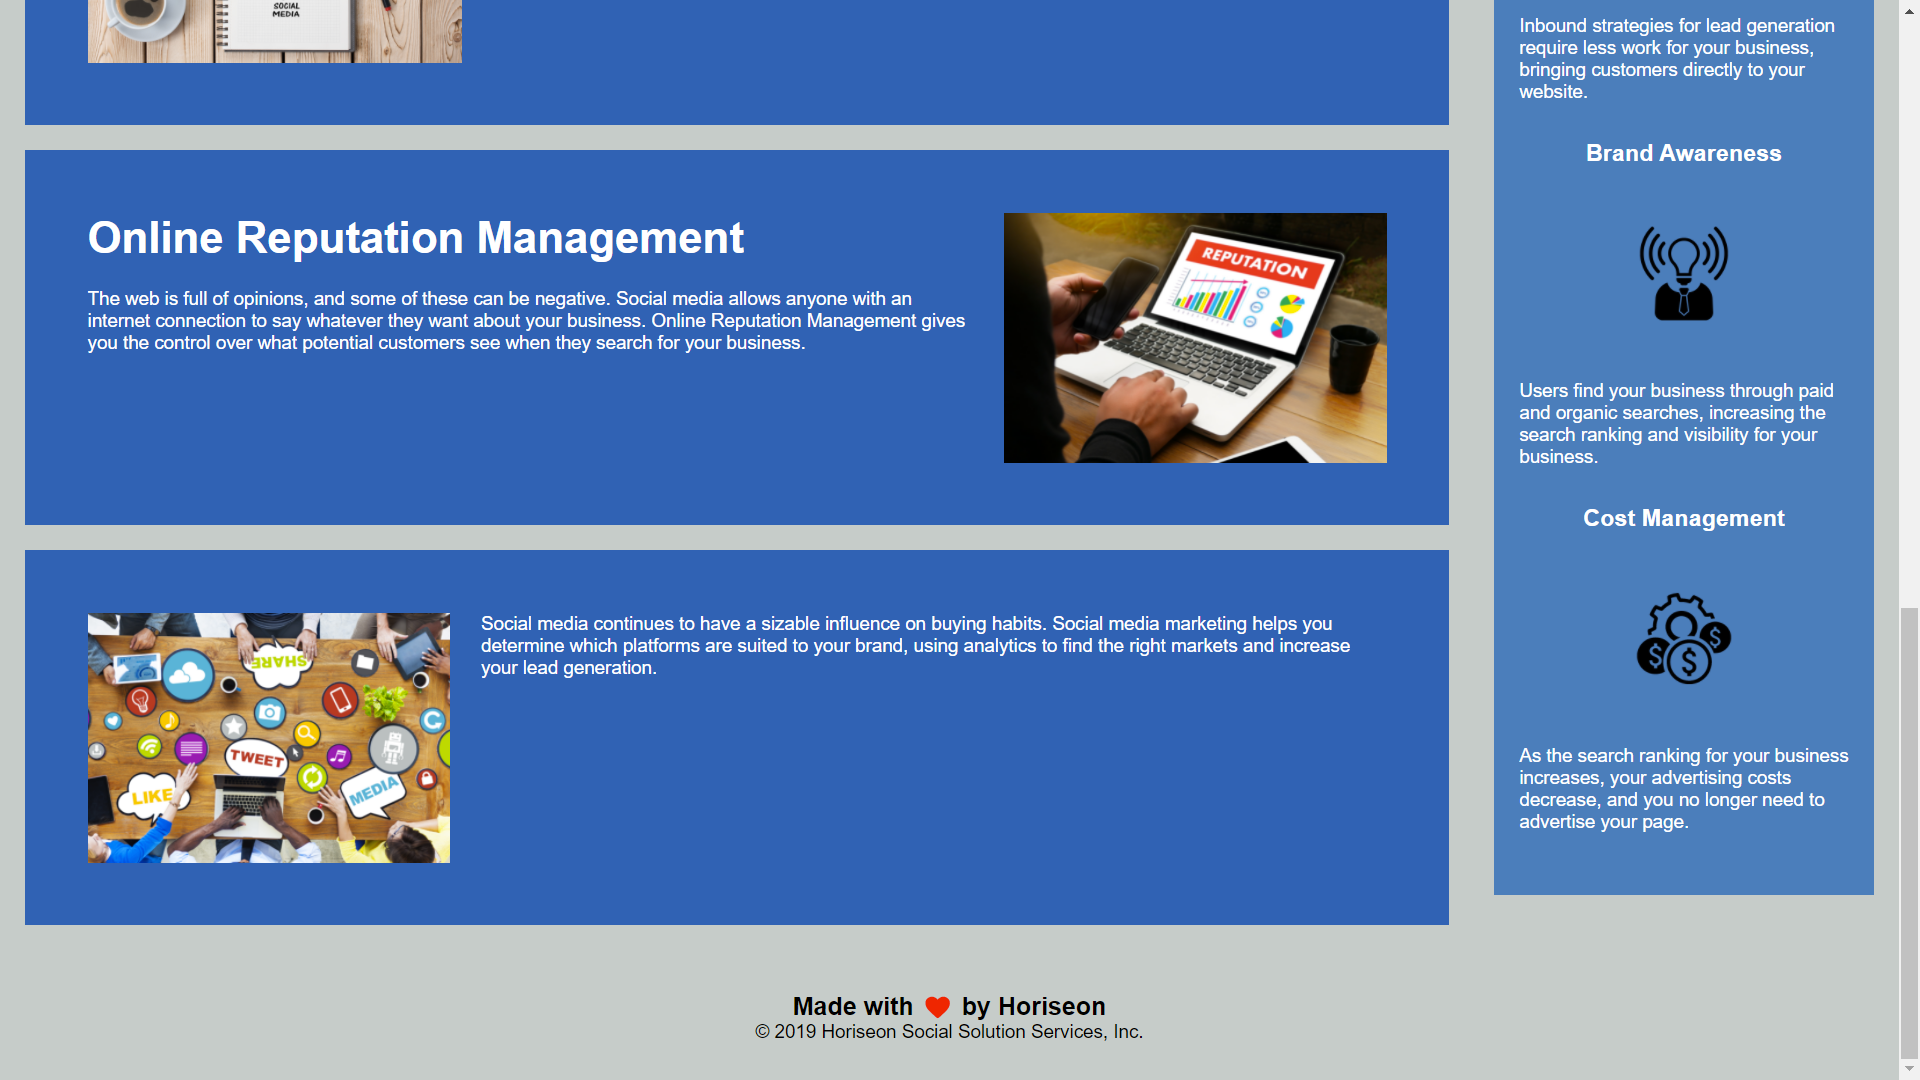 SOCIAL
MEDIA
Online Reputation Management
The web is full of opinions, and some of these can be negative. Social media allows anyone with an
internet connection to say whatever they want about your business. Online Reputation Management gives
you the control over what potential customers see when they search for your business.
REPUTATION
SHARE
TWEET
LIKE
MEDIA
Social media continues to have a sizable influence on buying habits. Social media marketing helps you
determine which platforms are suited to your brand, using analytics to find the right markets and increase
your lead generation.
Inbound strategies for lead generation
require less work for your business,
bringing customers directly to your
website.
Brand Awareness
Users find your business through paid
and organic searches, increasing the
search ranking and visibility for your
business.
Cost Management
$
$
$
As the search ranking for your business
increases, your advertising costs
decrease, and you no longer need to
advertise your page.
Made with ❤ by Horiseon
© 2019 Horiseon Social Solution Services, Inc.